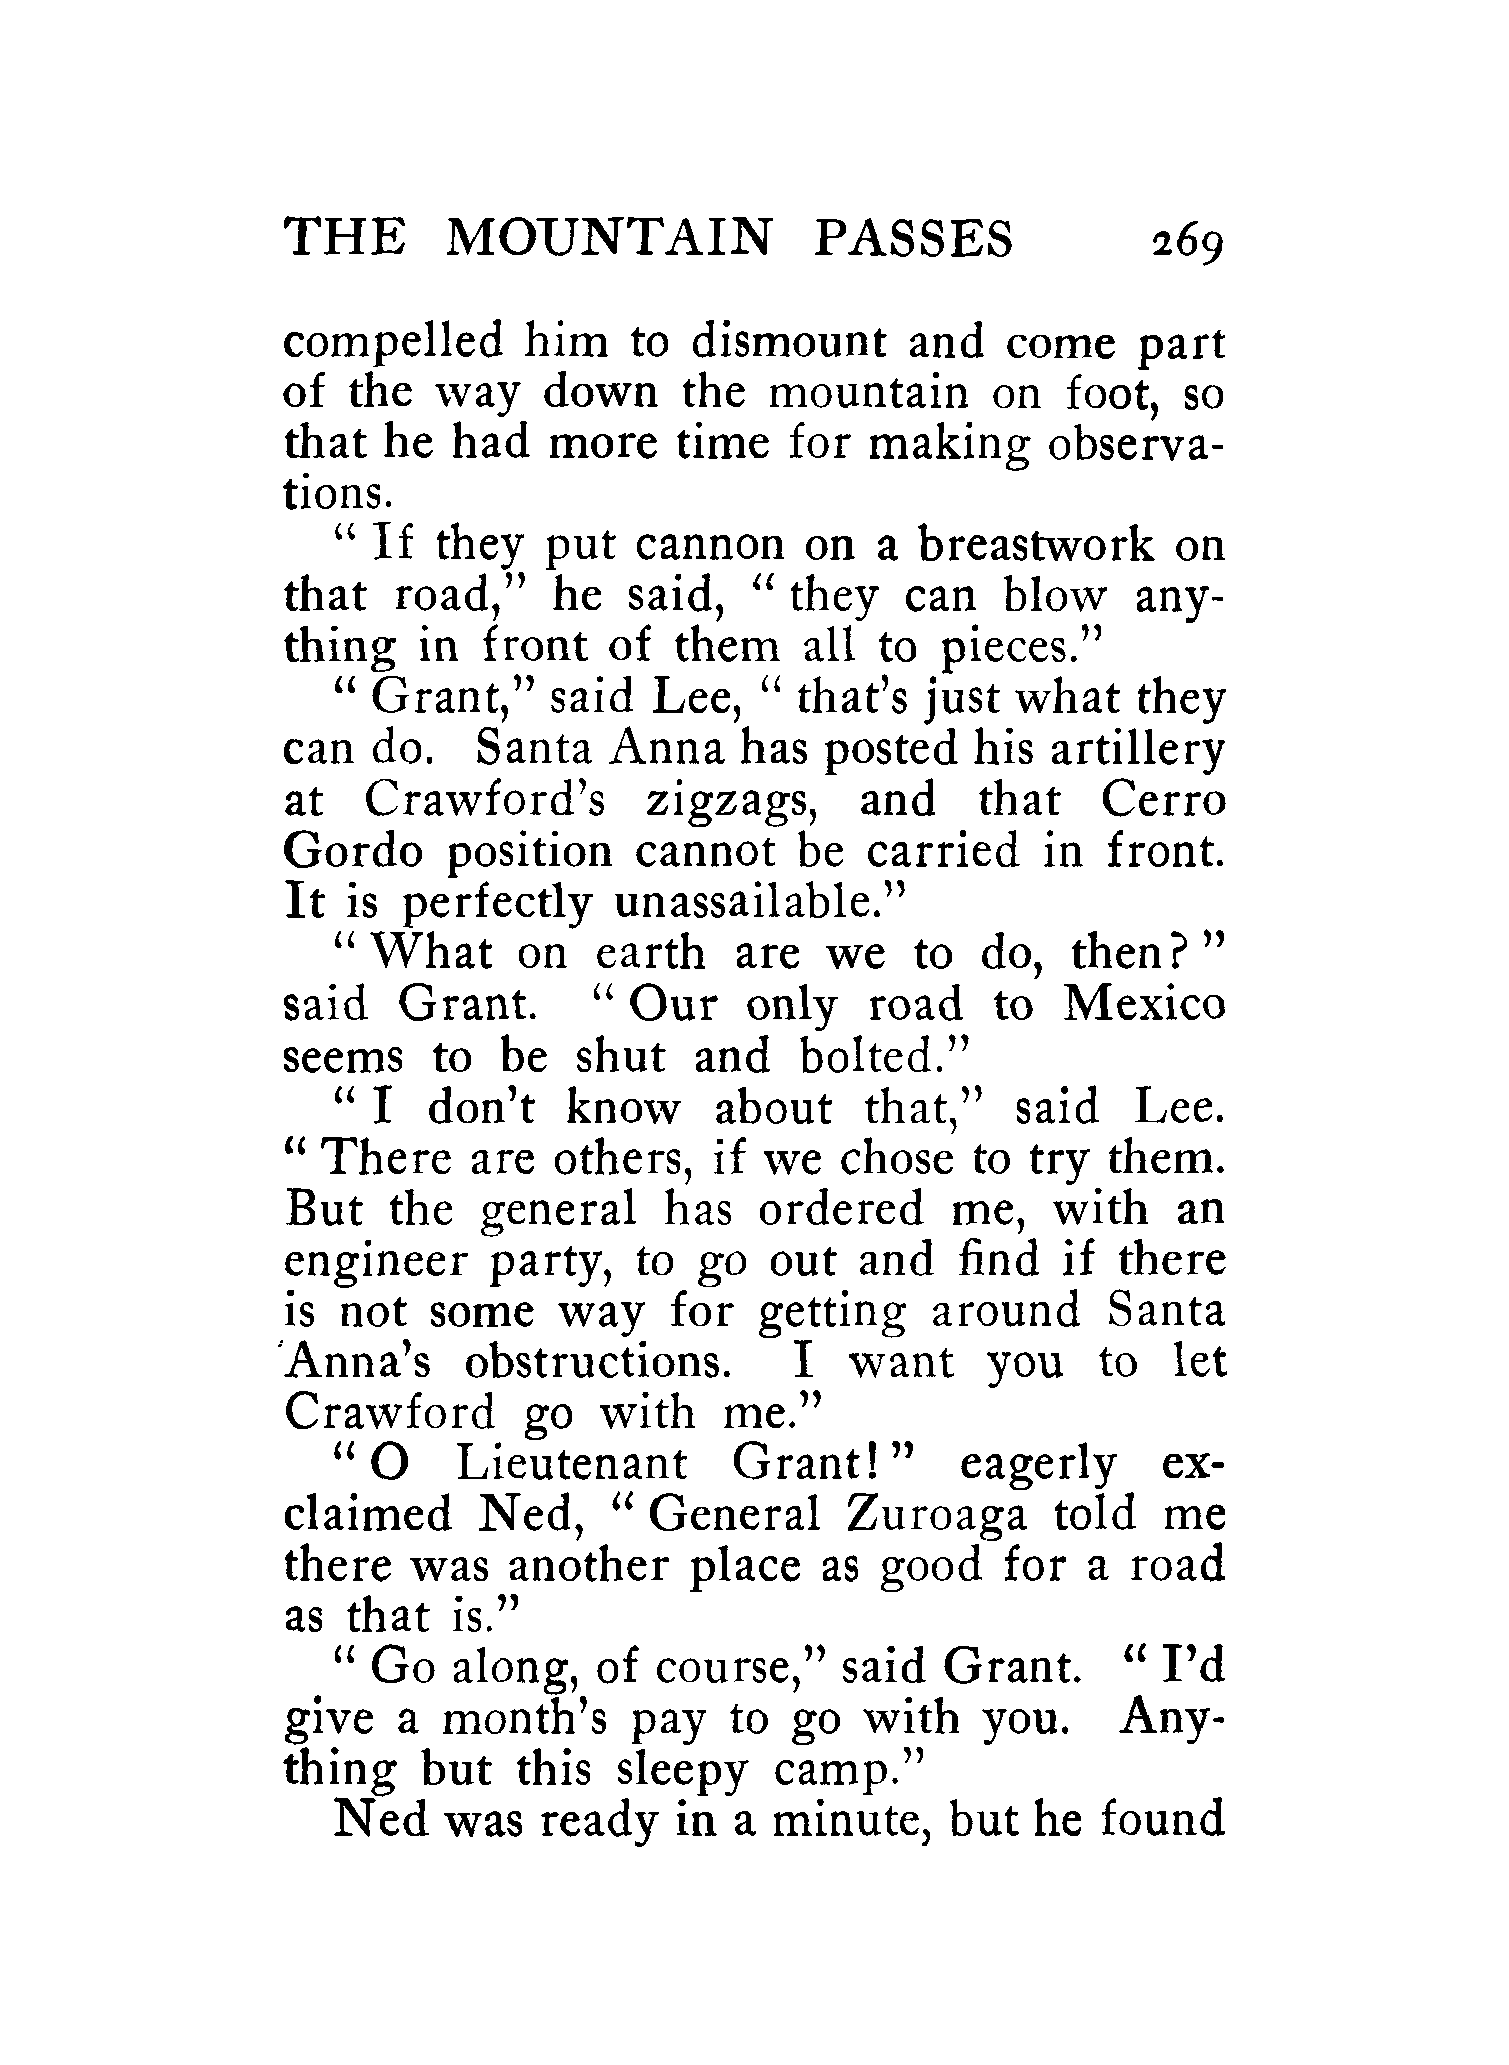 THE MOUNTAIN PASSES 269
compelled him to dismount and come part
of the way down the mountain on foot, so
that he had more time for making observa-
tions.
“ If they put cannon on a breastwork on
that road,” he said, “ they can blow any-
thing in front of them all to pieces.”
“ Grant,” said Lee, “ that’s just what they
can do. Santa Anna has posted his artillery
at Crawford’s zigzags, and that Cerro
Gordo position cannot be carried in front.
It is perfectly unassailable.”
“ What on earth are we to do, then? ”
said Grant. “ Our only road to Mexico
seems to be shut and bolted.”
“ I don’t know about that,” said Lee.
“ There are others, if we chose to try them.
But the general has ordered me, with an
engineer party, to go out and find if there
is not some way for getting around Santa
Anna’s obstructions. I want you to let
Crawford go with me.”
“ O Lieutenant Grant! ” eagerly ex-
claimed Ned, “ General Zuroaga told me
there was another place as good for a road
as that is.”
“ Go along, of course,” said Grant. “ I’d
give a month’s pay to go with you. Any-
thing but this sleepy camp.”
Ned was ready in a minute, but he found